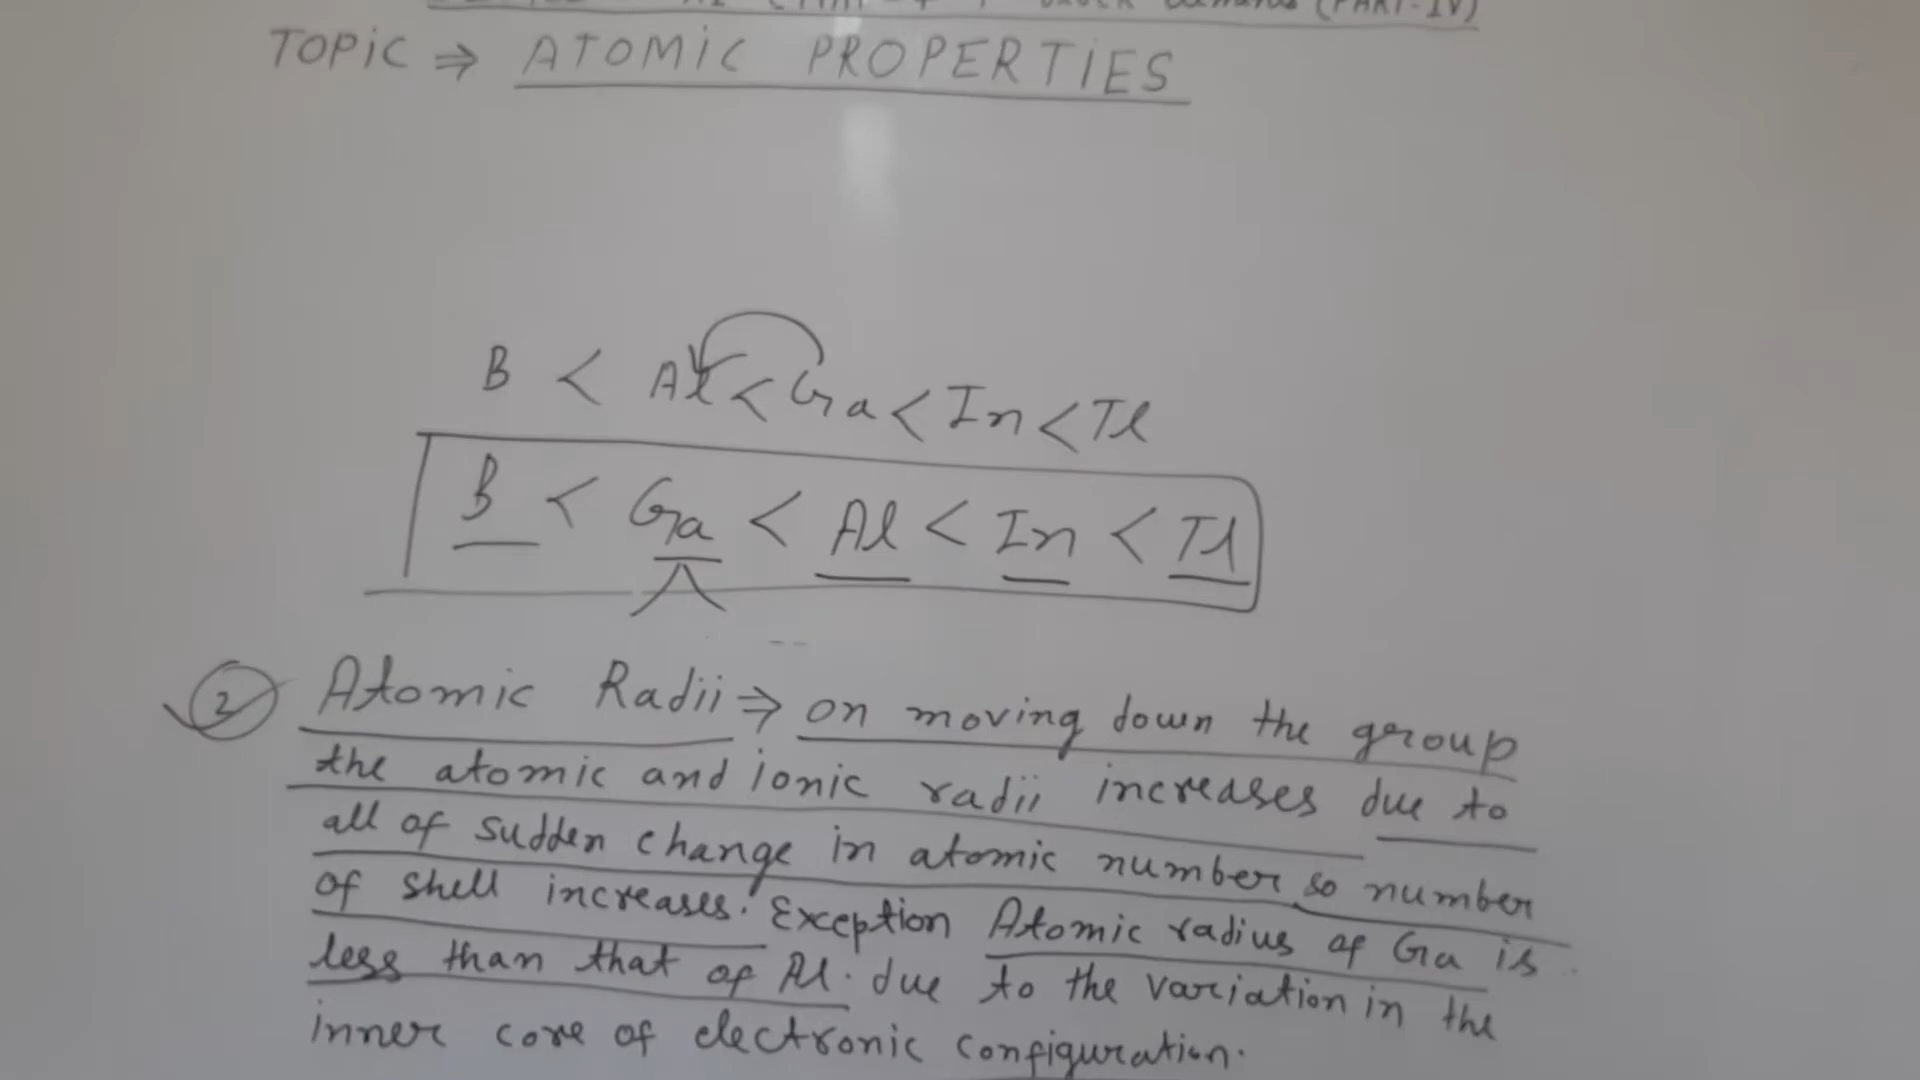 elements (PART-IV)
TOPIC ⇒ ATOMIC PROPERTIES
B < Al < Ga < In < Tl
B < Ga < Al < In < Tl
2 Atomic Radii ⇒ on moving down the group
the atomic and ionic radii increases due to
all of sudden change in atomic number so number
of shell increases. Exception Atomic radius of Ga is
less than that of Al. due to the variation in the
inner core of electronic configuration.